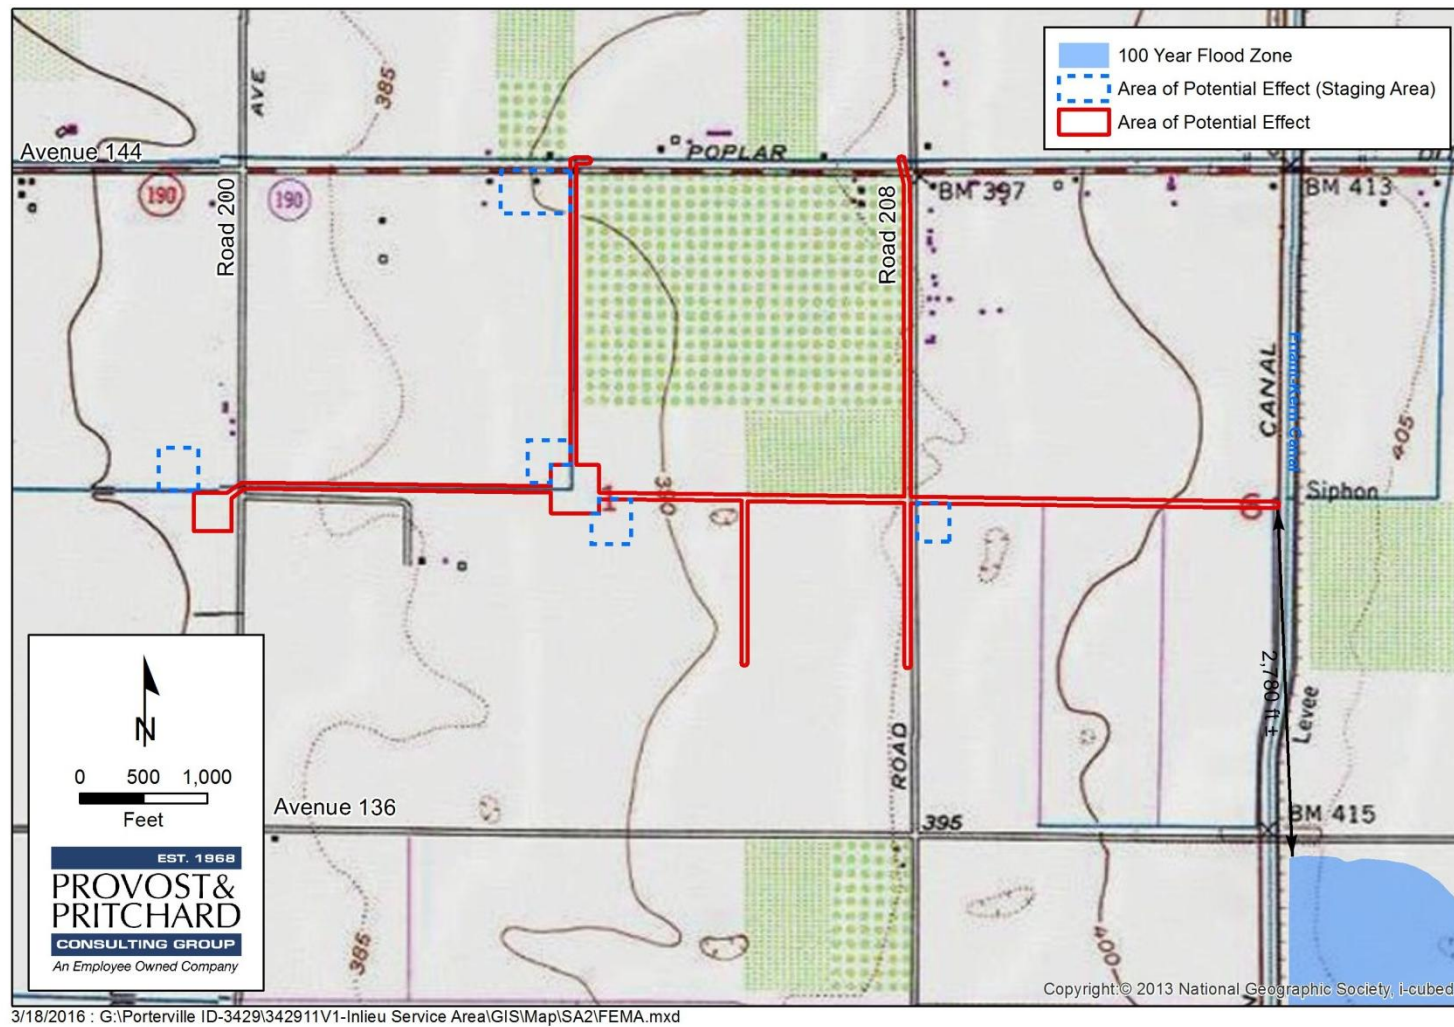 100 Year Flood Zone
Area of Potential Effect (Staging Area)
Area of Potential Effect
AVE
385
Avenue 144
POPLAR
190
Road 200
190
Road 208
BM 397
BM 413
CANAL
405
Siphon
1
390
6
2,780 ft ±
Levee
ROAD
N
0 500 1,000
Feet
Avenue 136
395
BM 415
EST. 1968
PROVOST&
PRITCHARD
CONSULTING GROUP
An Employee Owned Company
385
400
Copyright:© 2013 National Geographic Society, i-cubed
3/18/2016 : G:\Porterville ID-3429\342911V1-Inlieu Service Area\GIS\Map\SA2\FEMA.mxd